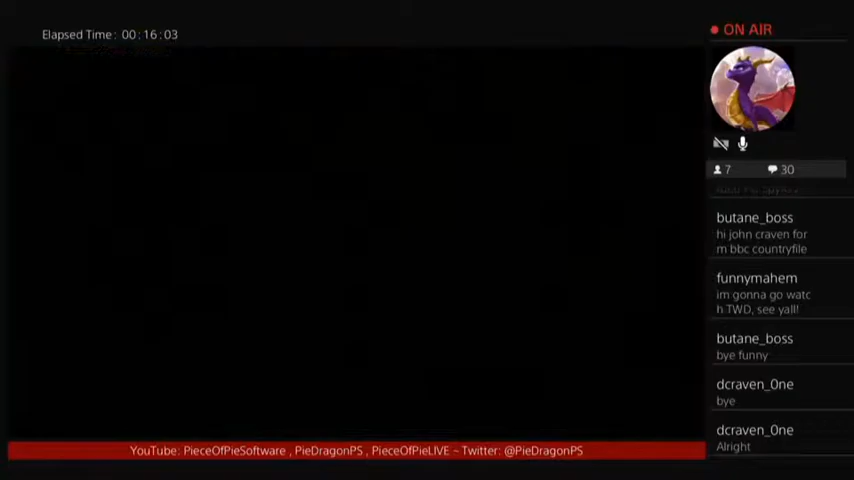 Elapsed Time: 00:16:03
ON AIR
7
30
butane_boss
hi john craven for
m bbc countryfile
funnymahem
im gonna go watc
h TWD, see yall!
butane_boss
bye funny
dcraven_0ne
bye
dcraven_0ne
Alright
YouTube: PieceOfPieSoftware , PieDragonPS , PieceOfPieLIVE ~ Twitter: @PieDragonPS